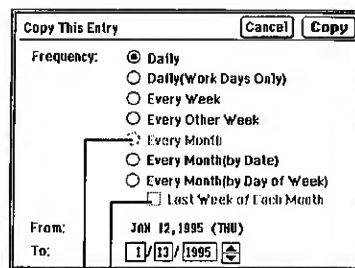 Copy This Entry Cancel Copy
Frequency: Daily
Daily(Work Days Only)
Every Week
Every Other Week
Every Month
Every Month(by Date)
Every Month(by Day of Week)
Last Week of Each Month
From: JAN 12,1995 (THU)
To: 1/13/1995